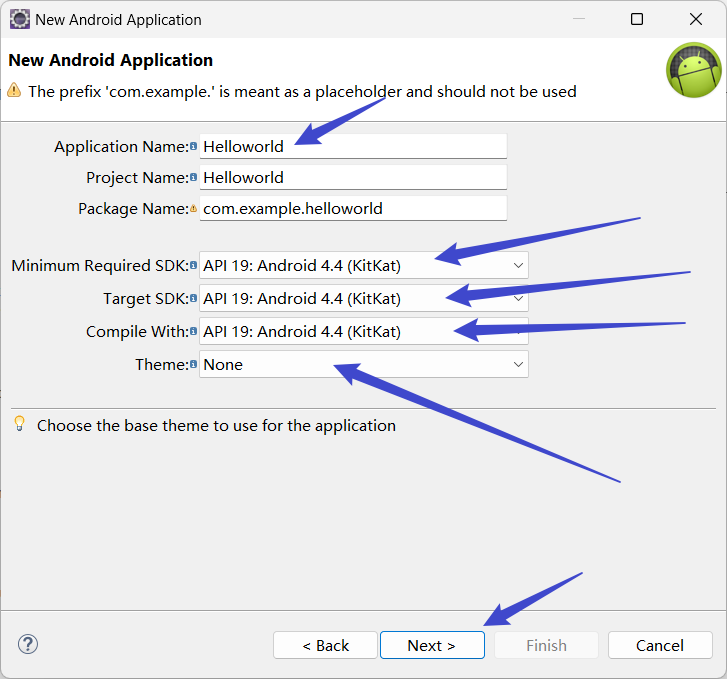 New Android Application
New Android Application
The prefix 'com.example.' is meant as a placeholder and should not be used
Application Name: Helloworld
Project Name: Helloworld
Package Name: com.example.helloworld
Minimum Required SDK: API 19: Android 4.4 (KitKat)
Target SDK: API 19: Android 4.4 (KitKat)
Compile With: API 19: Android 4.4 (KitKat)
Theme: None
Choose the base theme to use for the application
? < Back Next > Finish Cancel